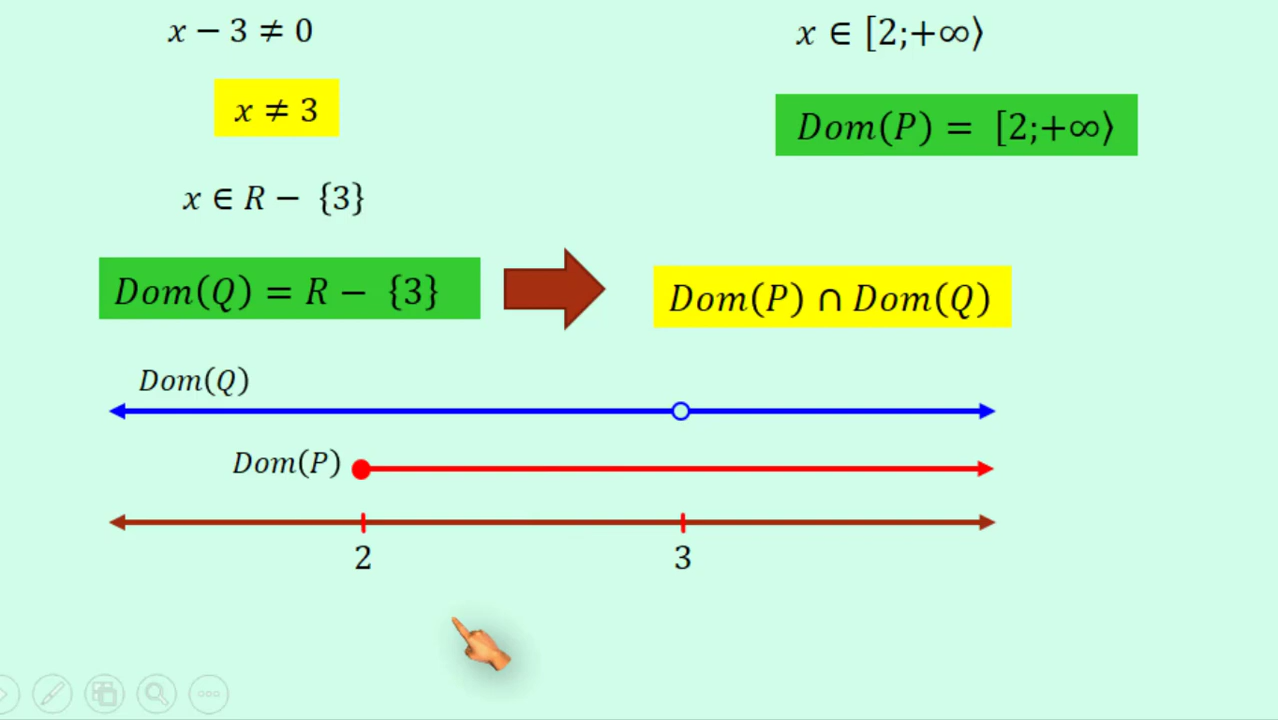 x − 3 ≠ 0
x ≠ 3
x ∈ R − {3}
Dom(Q) = R − {3}
x ∈ [2;+∞⟩
Dom(P) = [2;+∞⟩
Dom(P) ∩ Dom(Q)
Dom(Q)
Dom(P)
2 3